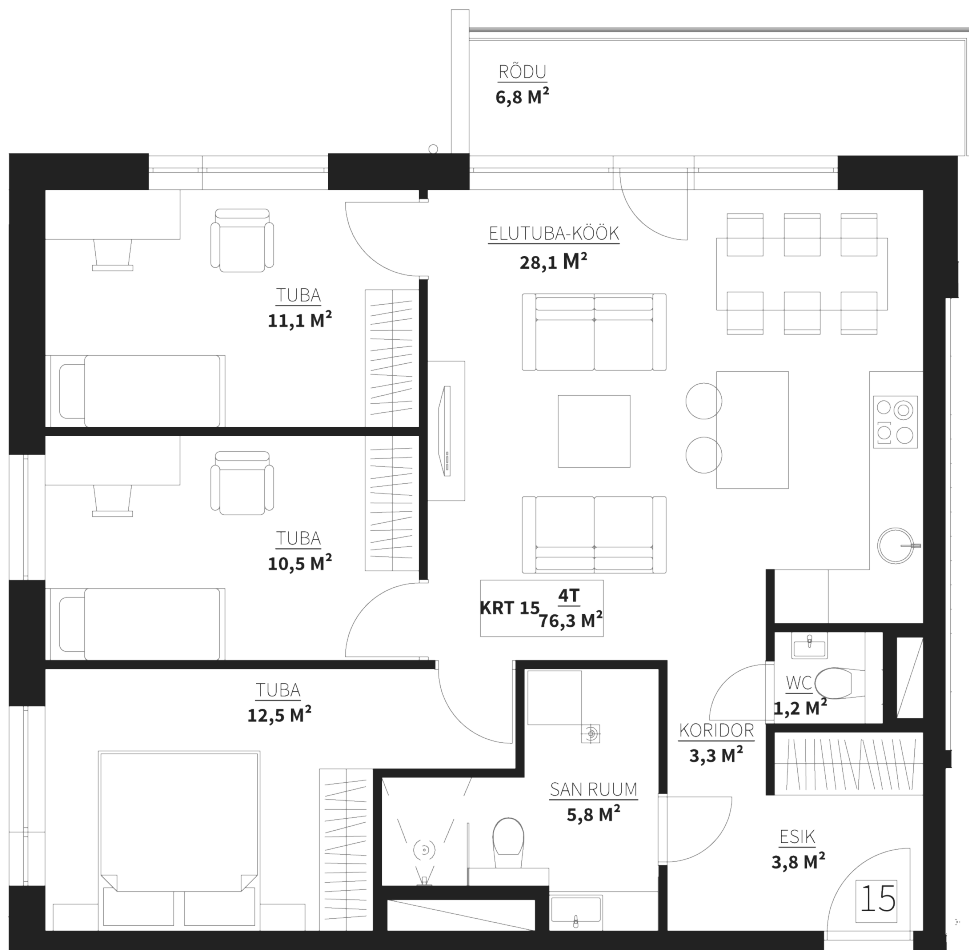 RÕDU
6,8 M²
ELUTUBA-KÖÖK
28,1 M²
TUBA
11,1 M²
TUBA
10,5 M²
KRT 15 4T
76,3 M²
TUBA
12,5 M²
WC
1,2 M²
KORIDOR
3,3 M²
SAN RUUM
5,8 M²
ESIK
3,8 M²
15